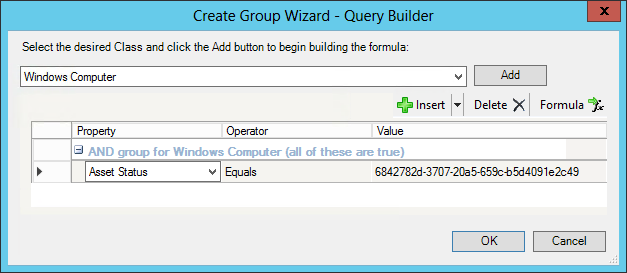 Create Group Wizard - Query Builder
x
Select the desired Class and click the Add button to begin building the formula:
Windows Computer Add
Insert Delete Formula fx
Property Operator Value
AND group for Windows Computer (all of these are true)
Asset Status Equals 6842782d-3707-20a5-659c-b5d4091e2c49
OK Cancel